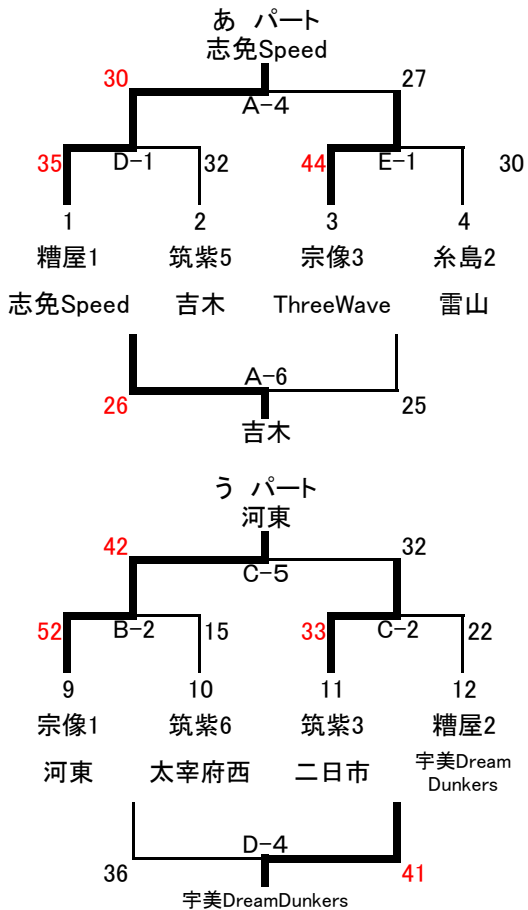 あ パート
志免Speed
30 27
A-4
35 D-1 32 44 E-1 30
1 2 3 4
糟屋1 筑紫5 宗像3 糸島2
志免Speed 吉木 ThreeWave 雷山
A-6
26 25
吉木
う パート
河東
42 32
C-5
52 B-2 15 33 C-2 22
9 10 11 12
宗像1 筑紫6 筑紫3 糟屋2
河東 太宰府西 二日市 宇美Dream
Dunkers
D-4
36 41
宇美DreamDunkers